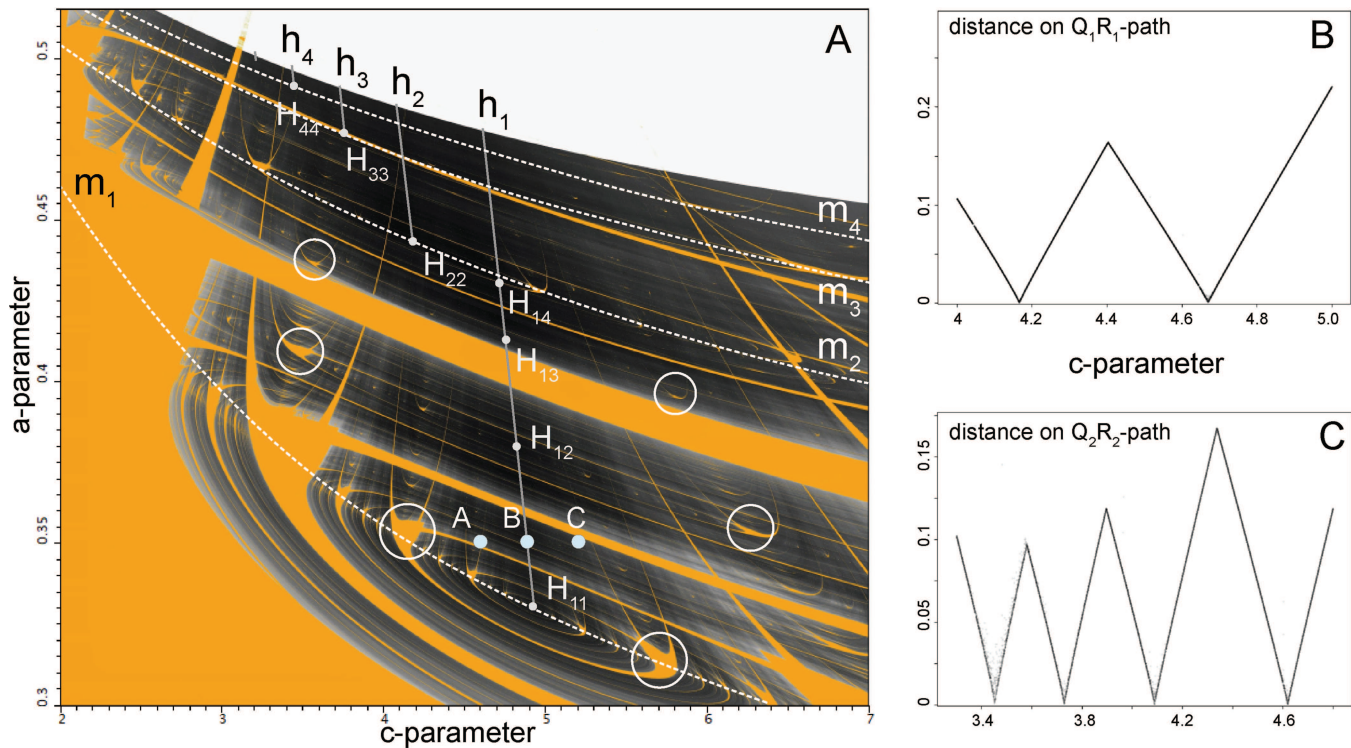 A
0.5
0.45
0.4
0.35
0.3
a-parameter
2
3
4
5
6
7
c-parameter
h4
h3
h2
h1
H44
H33
H22
H14
H13
H12
H11
m1
m4
m3
m2
A
B
C
distance on Q1R1-path
B
0.2
0.1
0
4
4.2
4.4
4.6
4.8
5.0
c-parameter
distance on Q2R2-path
C
0.15
0.1
0.05
0
3.4
3.8
4.2
4.6